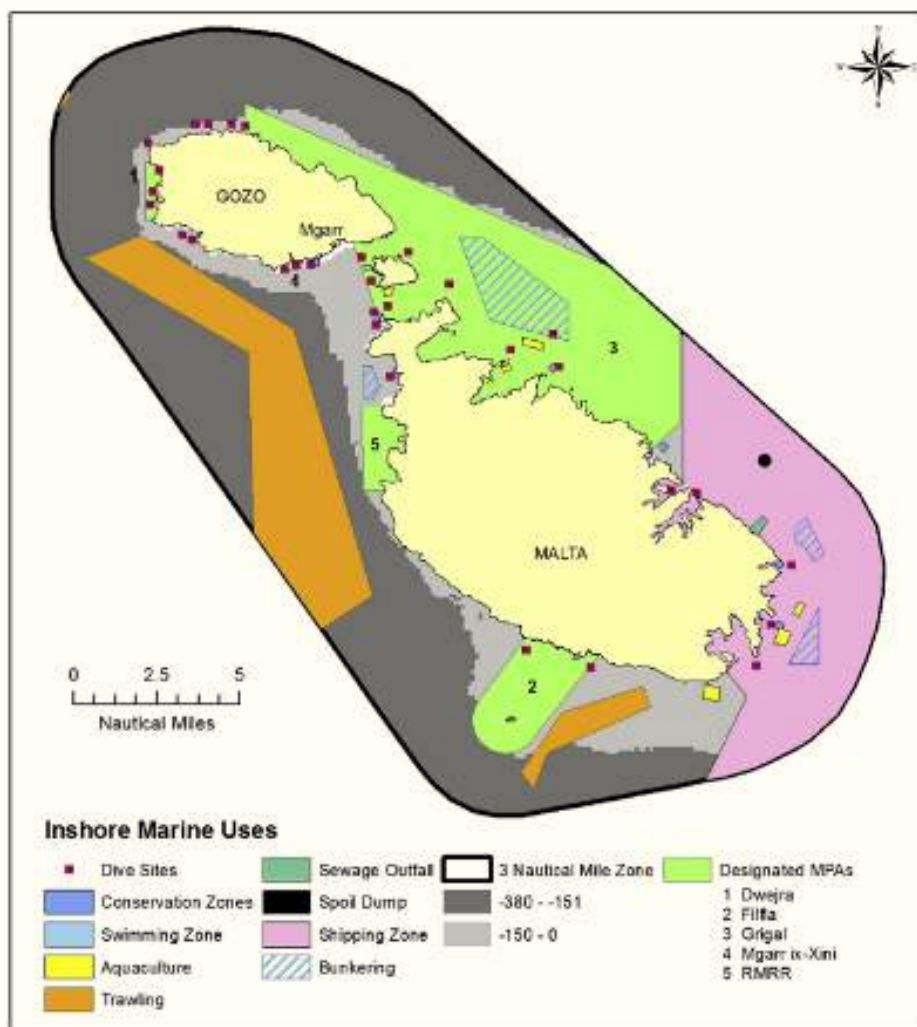 1
GOZO
Mgarr
4
3
5
MALTA
2
0 2.5 5
Nautical Miles
Inshore Marine Uses
Dive Sites
Conservation Zones
Swimming Zone
Aquaculture
Trawling
Sewage Outfall
Spoil Dump
Shipping Zone
Bunkering
3 Nautical Mile Zone
-380 - -151
-150 - 0
Designated MPAs
1 Dwejra
2 Filfla
3 Grigal
4 Mgarr ix-Xini
5 RMRR